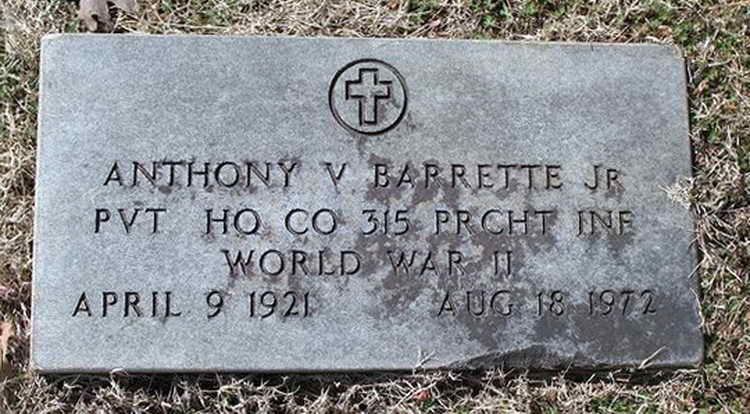 ANTHONY V BARRETTE JR
PVT HQ CO 315 PRCHT INF
WORLD WAR II
APRIL 9 1921 AUG 18 1972